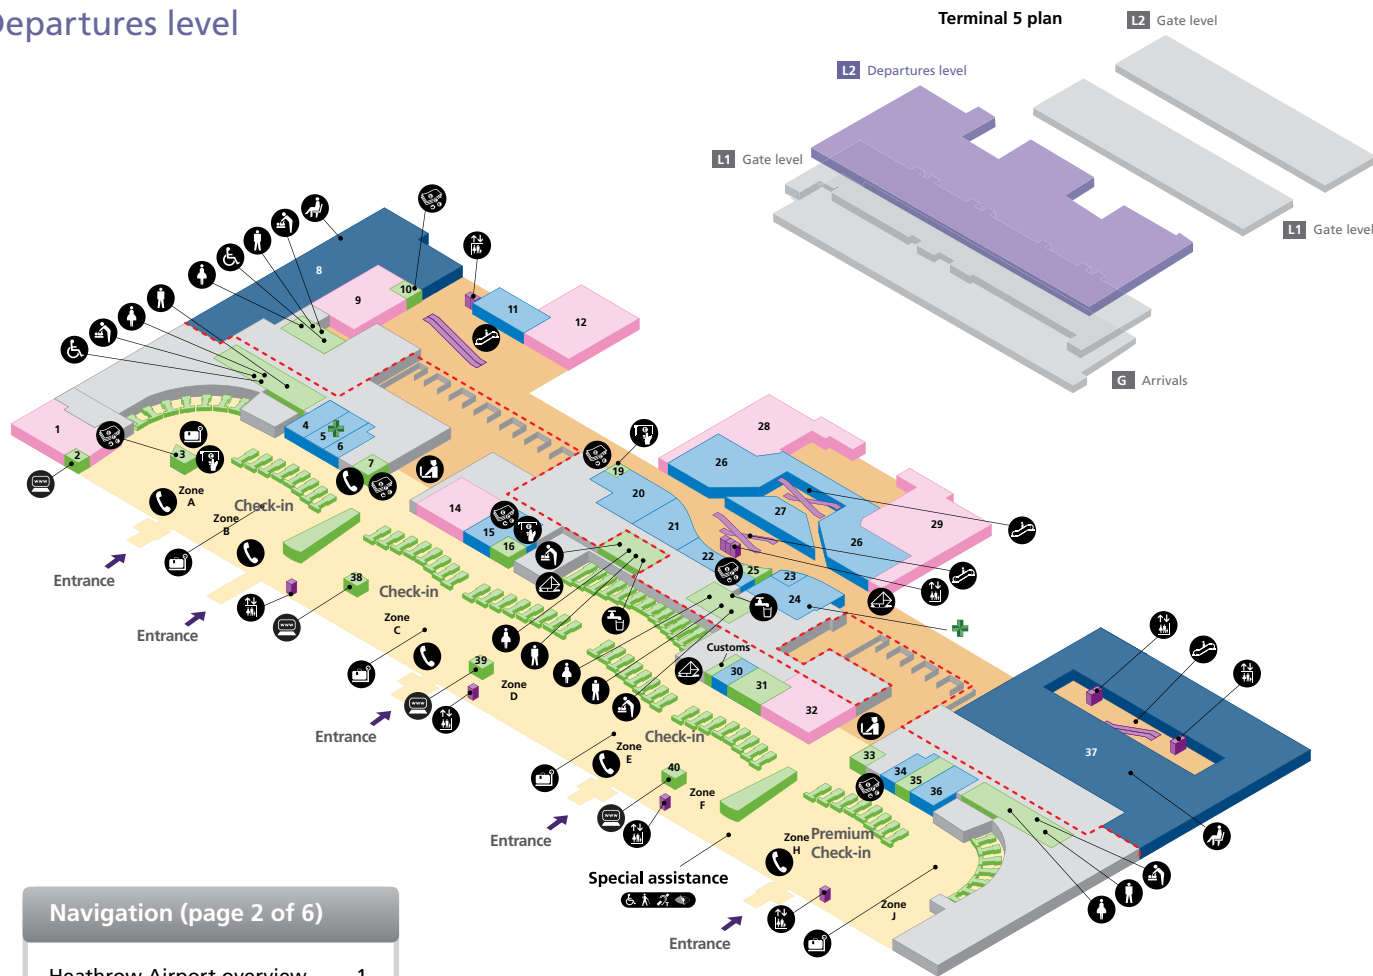 Departures level
Terminal 5 plan
L2 Gate level
L2 Departures level
L1 Gate level
L1 Gate level
G Arrivals
8
9
10
11
12
1
2
3
4
5
6
7
Zone
A
Check-in
Zone
B
Entrance
14
15
16
19
20
21
22
23
24
25
26
27
26
28
29
38
Check-in
Zone
C
Entrance
39
Zone
D
Entrance
Customs
30
31
32
Check-in
Zone
E
40
Zone
F
Entrance
33
34
35
36
37
Zone
H
Premium
Check-in
Special assistance
Zone
J
Entrance
www
www
www
www
Navigation (page 2 of 6)
Heathrow Airport overview 1